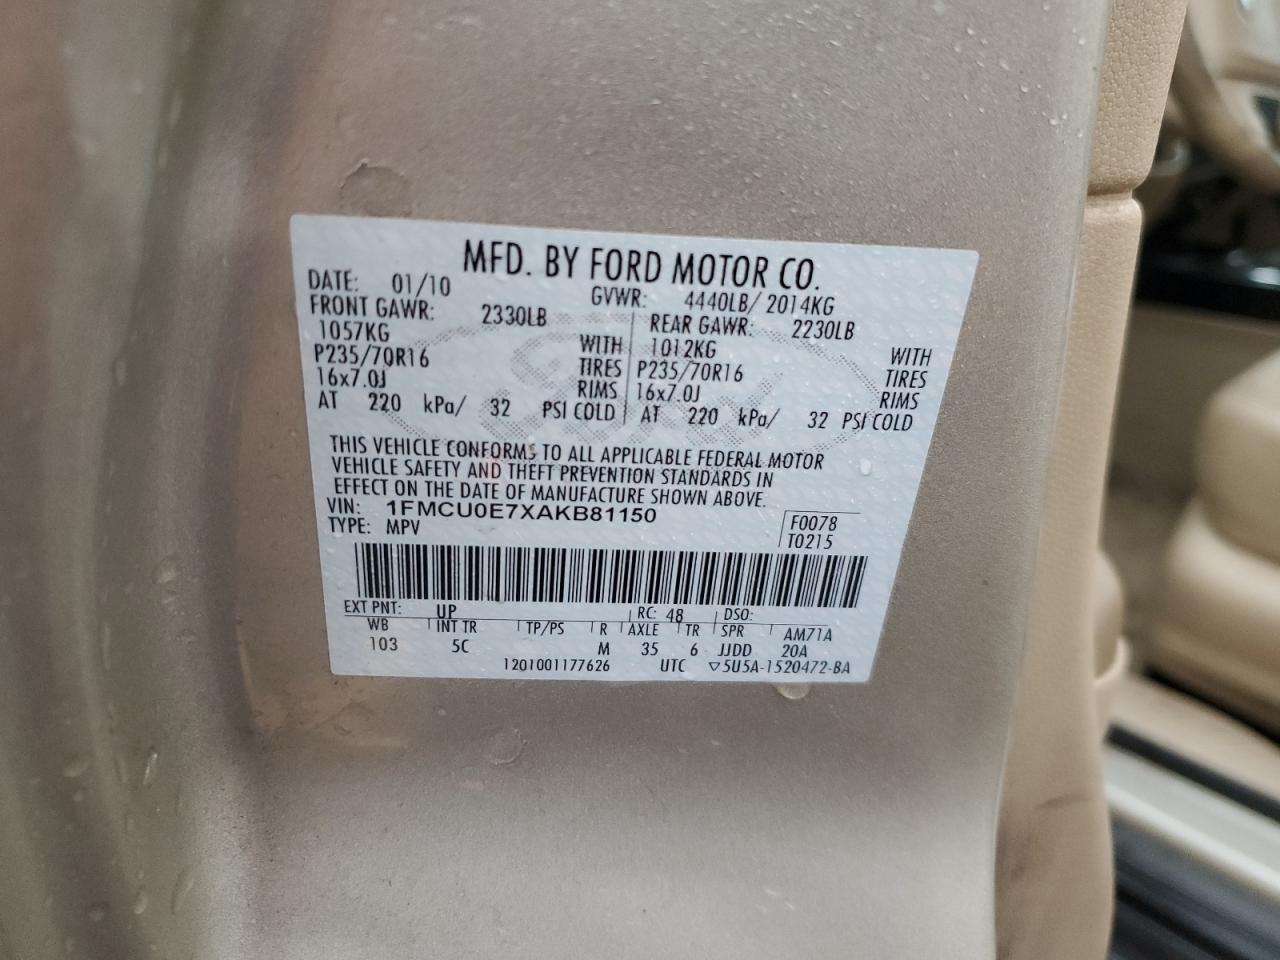 MFD. BY FORD MOTOR CO.
DATE: 01/10 GVWR: 4440LB/ 2014KG
FRONT GAWR: 2330LB REAR GAWR: 2230LB
1057KG WITH 1012KG WITH
P235/70R16 TIRES P235/70R16 TIRES
16x7.0J RIMS 16x7.0J RIMS
AT 220 kPa/ 32 PSI COLD AT 220 kPa/ 32 PSI COLD
THIS VEHICLE CONFORMS TO ALL APPLICABLE FEDERAL MOTOR
VEHICLE SAFETY AND THEFT PREVENTION STANDARDS IN
EFFECT ON THE DATE OF MANUFACTURE SHOWN ABOVE.
VIN: 1FMCU0E7XAKB81150 F0078
TYPE: MPV T0215
EXT PNT: UP RC: 48 DSO:
WB INT TR TP/PS R AXLE TR SPR AM71A
103 5C M 35 6 JJDD 20A
1201001177626 UTC ▽5U5A-1520472-BA